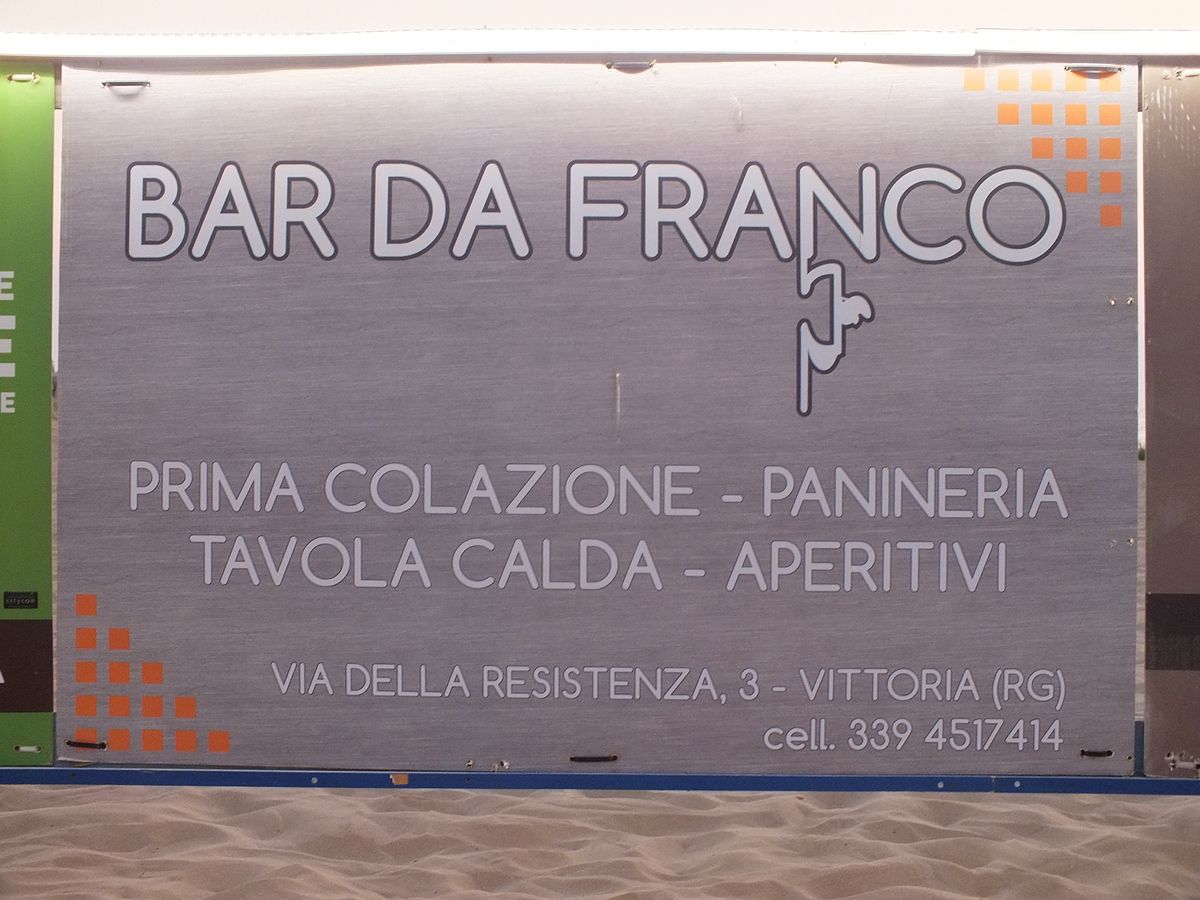 BAR DA FRANCO
PRIMA COLAZIONE - PANINERIA
TAVOLA CALDA - APERITIVI
VIA DELLA RESISTENZA, 3 - VITTORIA (RG)
cell. 339 4517414
E
E
A